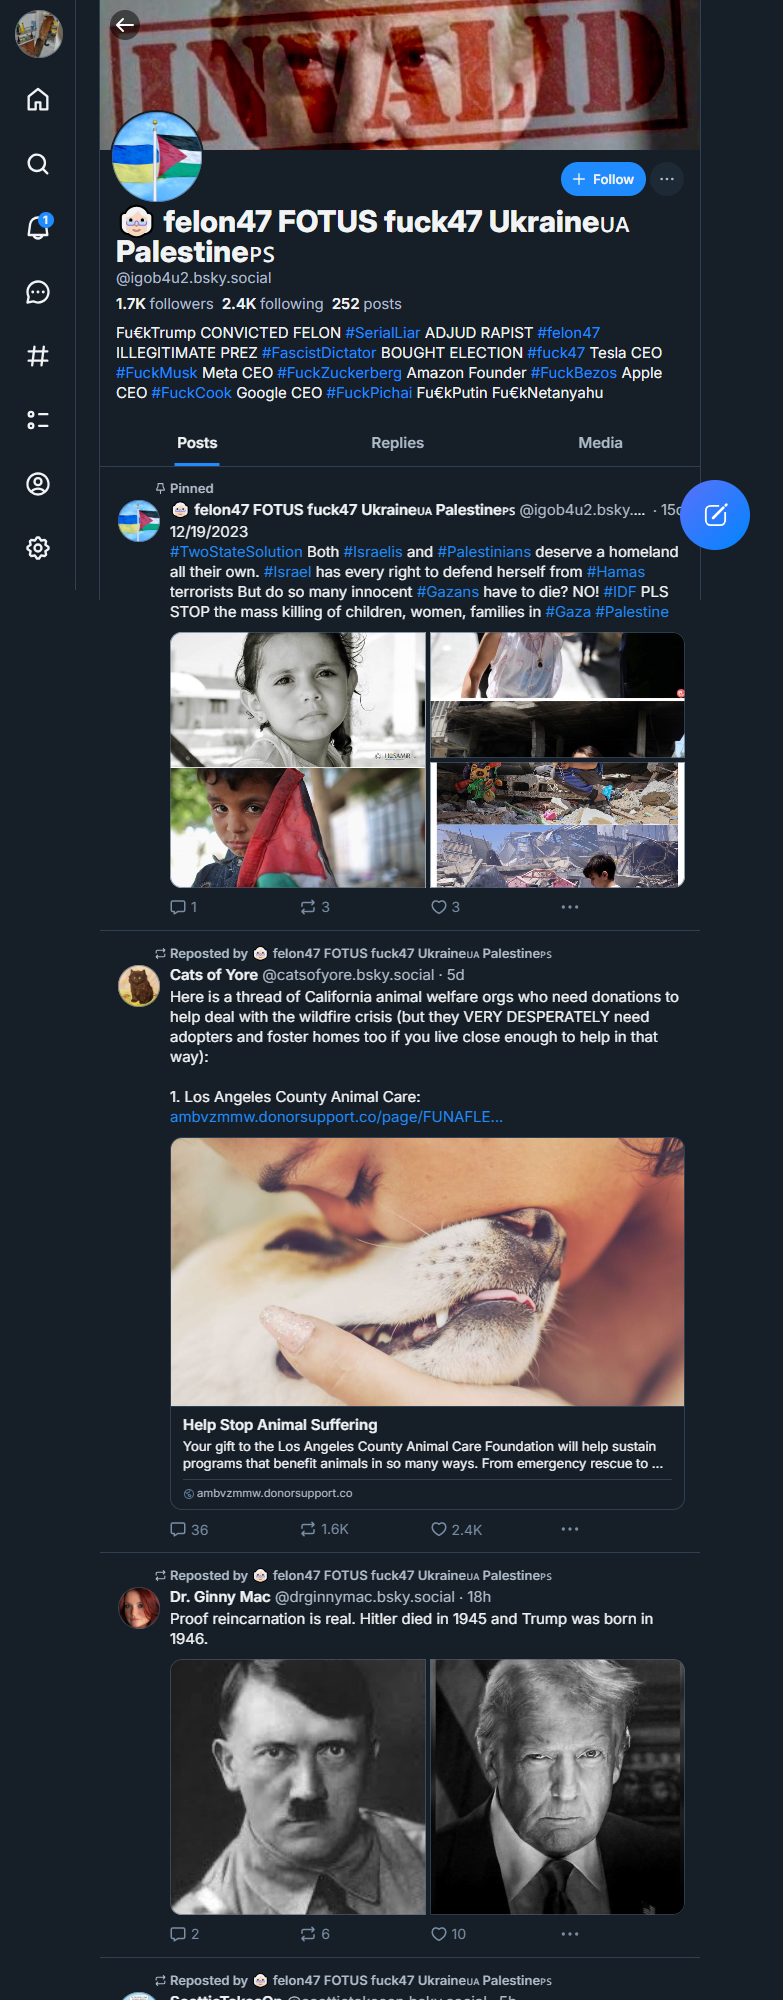 INVALID
Follow
felon47 FOTUS fuck47 Ukraine🇺🇦
Palestine🇵🇸
@igob4u2.bsky.social
1.7K followers 2.4K following 252 posts
Fu€kTrump CONVICTED FELON #SerialLiar ADJUD RAPIST #felon47
ILLEGITIMATE PREZ #FascistDictator BOUGHT ELECTION #fuck47 Tesla CEO
#FuckMusk Meta CEO #FuckZuckerberg Amazon Founder #FuckBezos Apple
CEO #FuckCook Google CEO #FuckPichai Fu€kPutin Fu€kNetanyahu
Posts Replies Media
1
Pinned
felon47 FOTUS fuck47 Ukraine🇺🇦 Palestine🇵🇸 @igob4u2.bsky.... · 15d
12/19/2023
#TwoStateSolution Both #Israelis and #Palestinians deserve a homeland
all their own. #Israel has every right to defend herself from #Hamas
terrorists But do so many innocent #Gazans have to die? NO! #IDF PLS
STOP the mass killing of children, women, families in #Gaza #Palestine
1 3 3
Reposted by felon47 FOTUS fuck47 Ukraine🇺🇦 Palestine🇵🇸
Cats of Yore @catsofyore.bsky.social · 5d
Here is a thread of California animal welfare orgs who need donations to
help deal with the wildfire crisis (but they VERY DESPERATELY need
adopters and foster homes too if you live close enough to help in that
way):
1. Los Angeles County Animal Care:
ambvzmmw.donorsupport.co/page/FUNAFLE...
Help Stop Animal Suffering
Your gift to the Los Angeles County Animal Care Foundation will help sustain
programs that benefit animals in so many ways. From emergency rescue to ...
ambvzmmw.donorsupport.co
36 1.6K 2.4K
Reposted by felon47 FOTUS fuck47 Ukraine🇺🇦 Palestine🇵🇸
Dr. Ginny Mac @drginnymac.bsky.social · 18h
Proof reincarnation is real. Hitler died in 1945 and Trump was born in
1946.
2 6 10
Reposted by felon47 FOTUS fuck47 Ukraine🇺🇦 Palestine🇵🇸